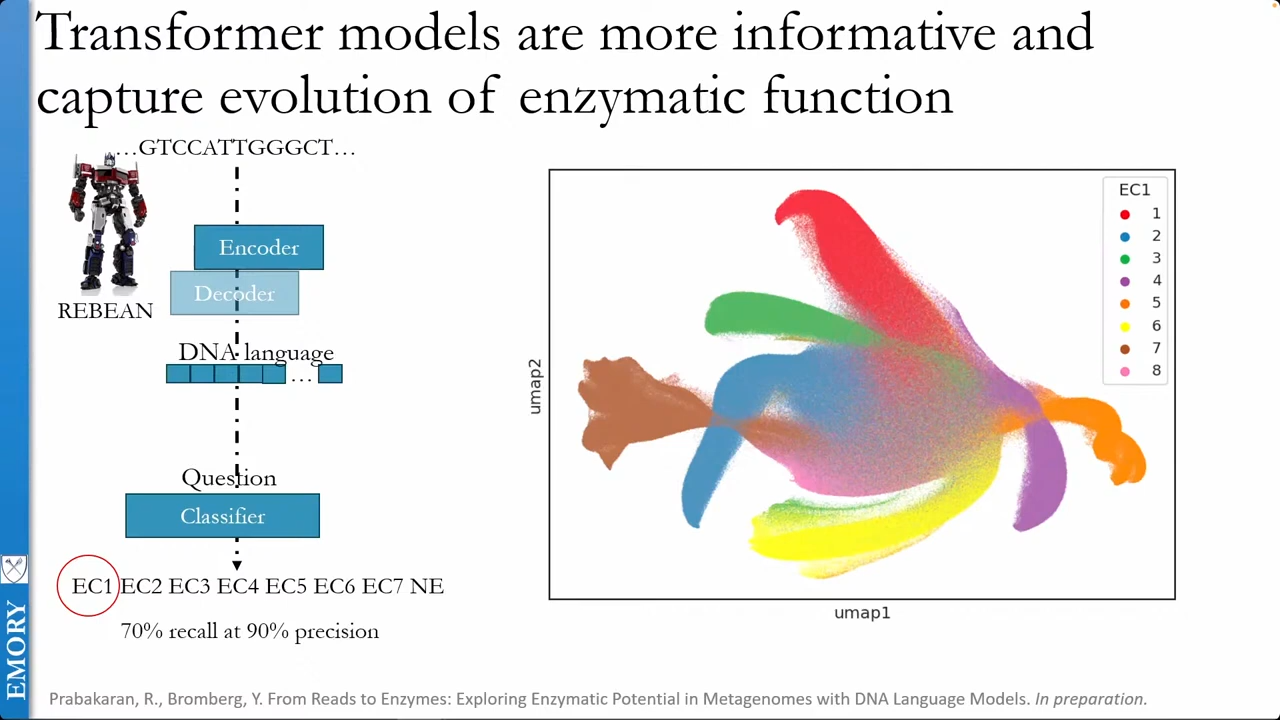 Transformer models are more informative and
capture evolution of enzymatic function
...GTCCATTGGGCT...
Encoder
Decoder
REBEAN
DNA language
...
Question
Classifier
EC1 EC2 EC3 EC4 EC5 EC6 EC7 NE
70% recall at 90% precision
umap2
EC1
1
2
3
4
5
6
7
8
umap1
EMORY
Prabakaran, R., Bromberg, Y. From Reads to Enzymes: Exploring Enzymatic Potential in Metagenomes with DNA Language Models. In preparation.